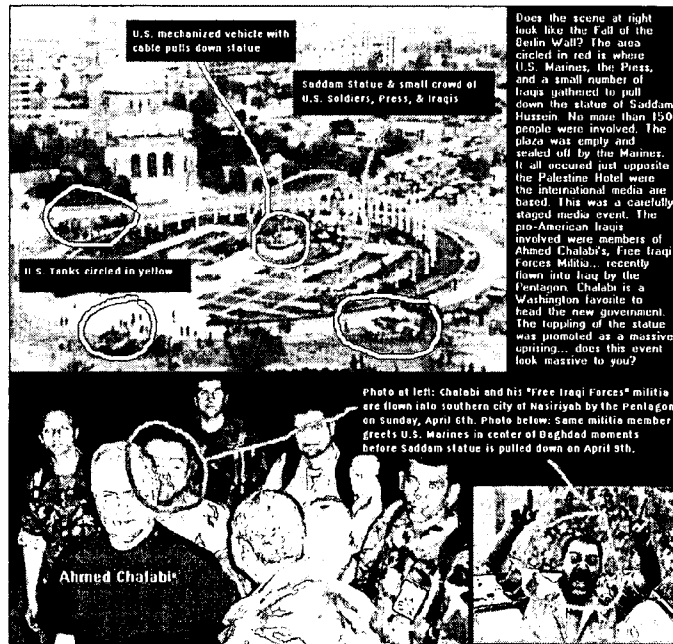 U.S. mechanized vehicle with
cable pulls down statue
Saddam Statue & small crowd of
U.S. Soldiers, Press, & Iraqis
U.S. Tanks circled in yellow
Does the scene at right
look like the Fall of the
Berlin Wall? The area
circled in red is where
U.S. Marines, the Press,
and a small number of
Iraqis gathered to pull
down the statue of Saddam
Hussein. No more than 150
people were involved. The
plaza was empty and
sealed off by the Marines.
It all occured just opposite
the Palestine Hotel were
the international media are
based. This was a carefully
staged media event. The
pro-American Iraqis
involved were members of
Ahmed Chalabi's, Free Iraqi
Forces Militia... recently
flown into Iraq by the
Pentagon. Chalabi is a
Washington favorite to
head the new government.
The toppling of the statue
was promoted as a massive
uprising... does this event
look massive to you?
Photo at left: Chalabi and his "Free Iraqi Forces" militia
are flown into southern city of Nasiriyah by the Pentagon
on Sunday, April 6th. Photo below: Same militia member
greets U.S. Marines in center of Baghdad moments
before Saddam statue is pulled down on April 9th.
Ahmed Chalabi